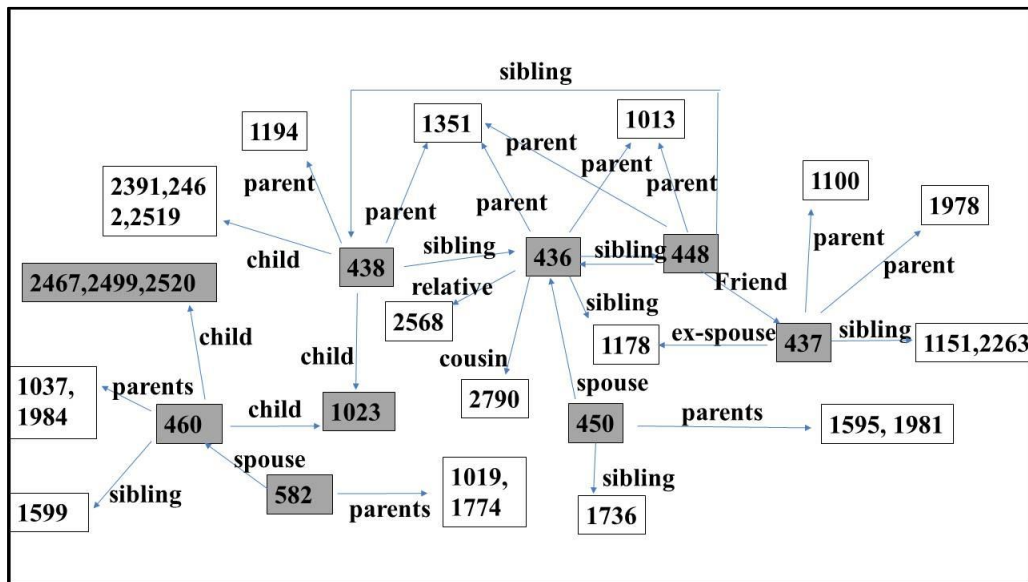 sibling
1194
1351
1013
parent
parent
parent
1100
1978
2391,246
2,2519
parent
parent
parent
parent
parent
child
438
sibling
436
sibling
448
2467,2499,2520
relative
sibling
Friend
2568
child
child
cousin
1178
ex-spouse
437
sibling
1151,2263
1037,
1984
parents
460
child
1023
2790
spouse
450
parents
1595, 1981
spouse
sibling
582
parents
1019,
1774
sibling
1599
1736